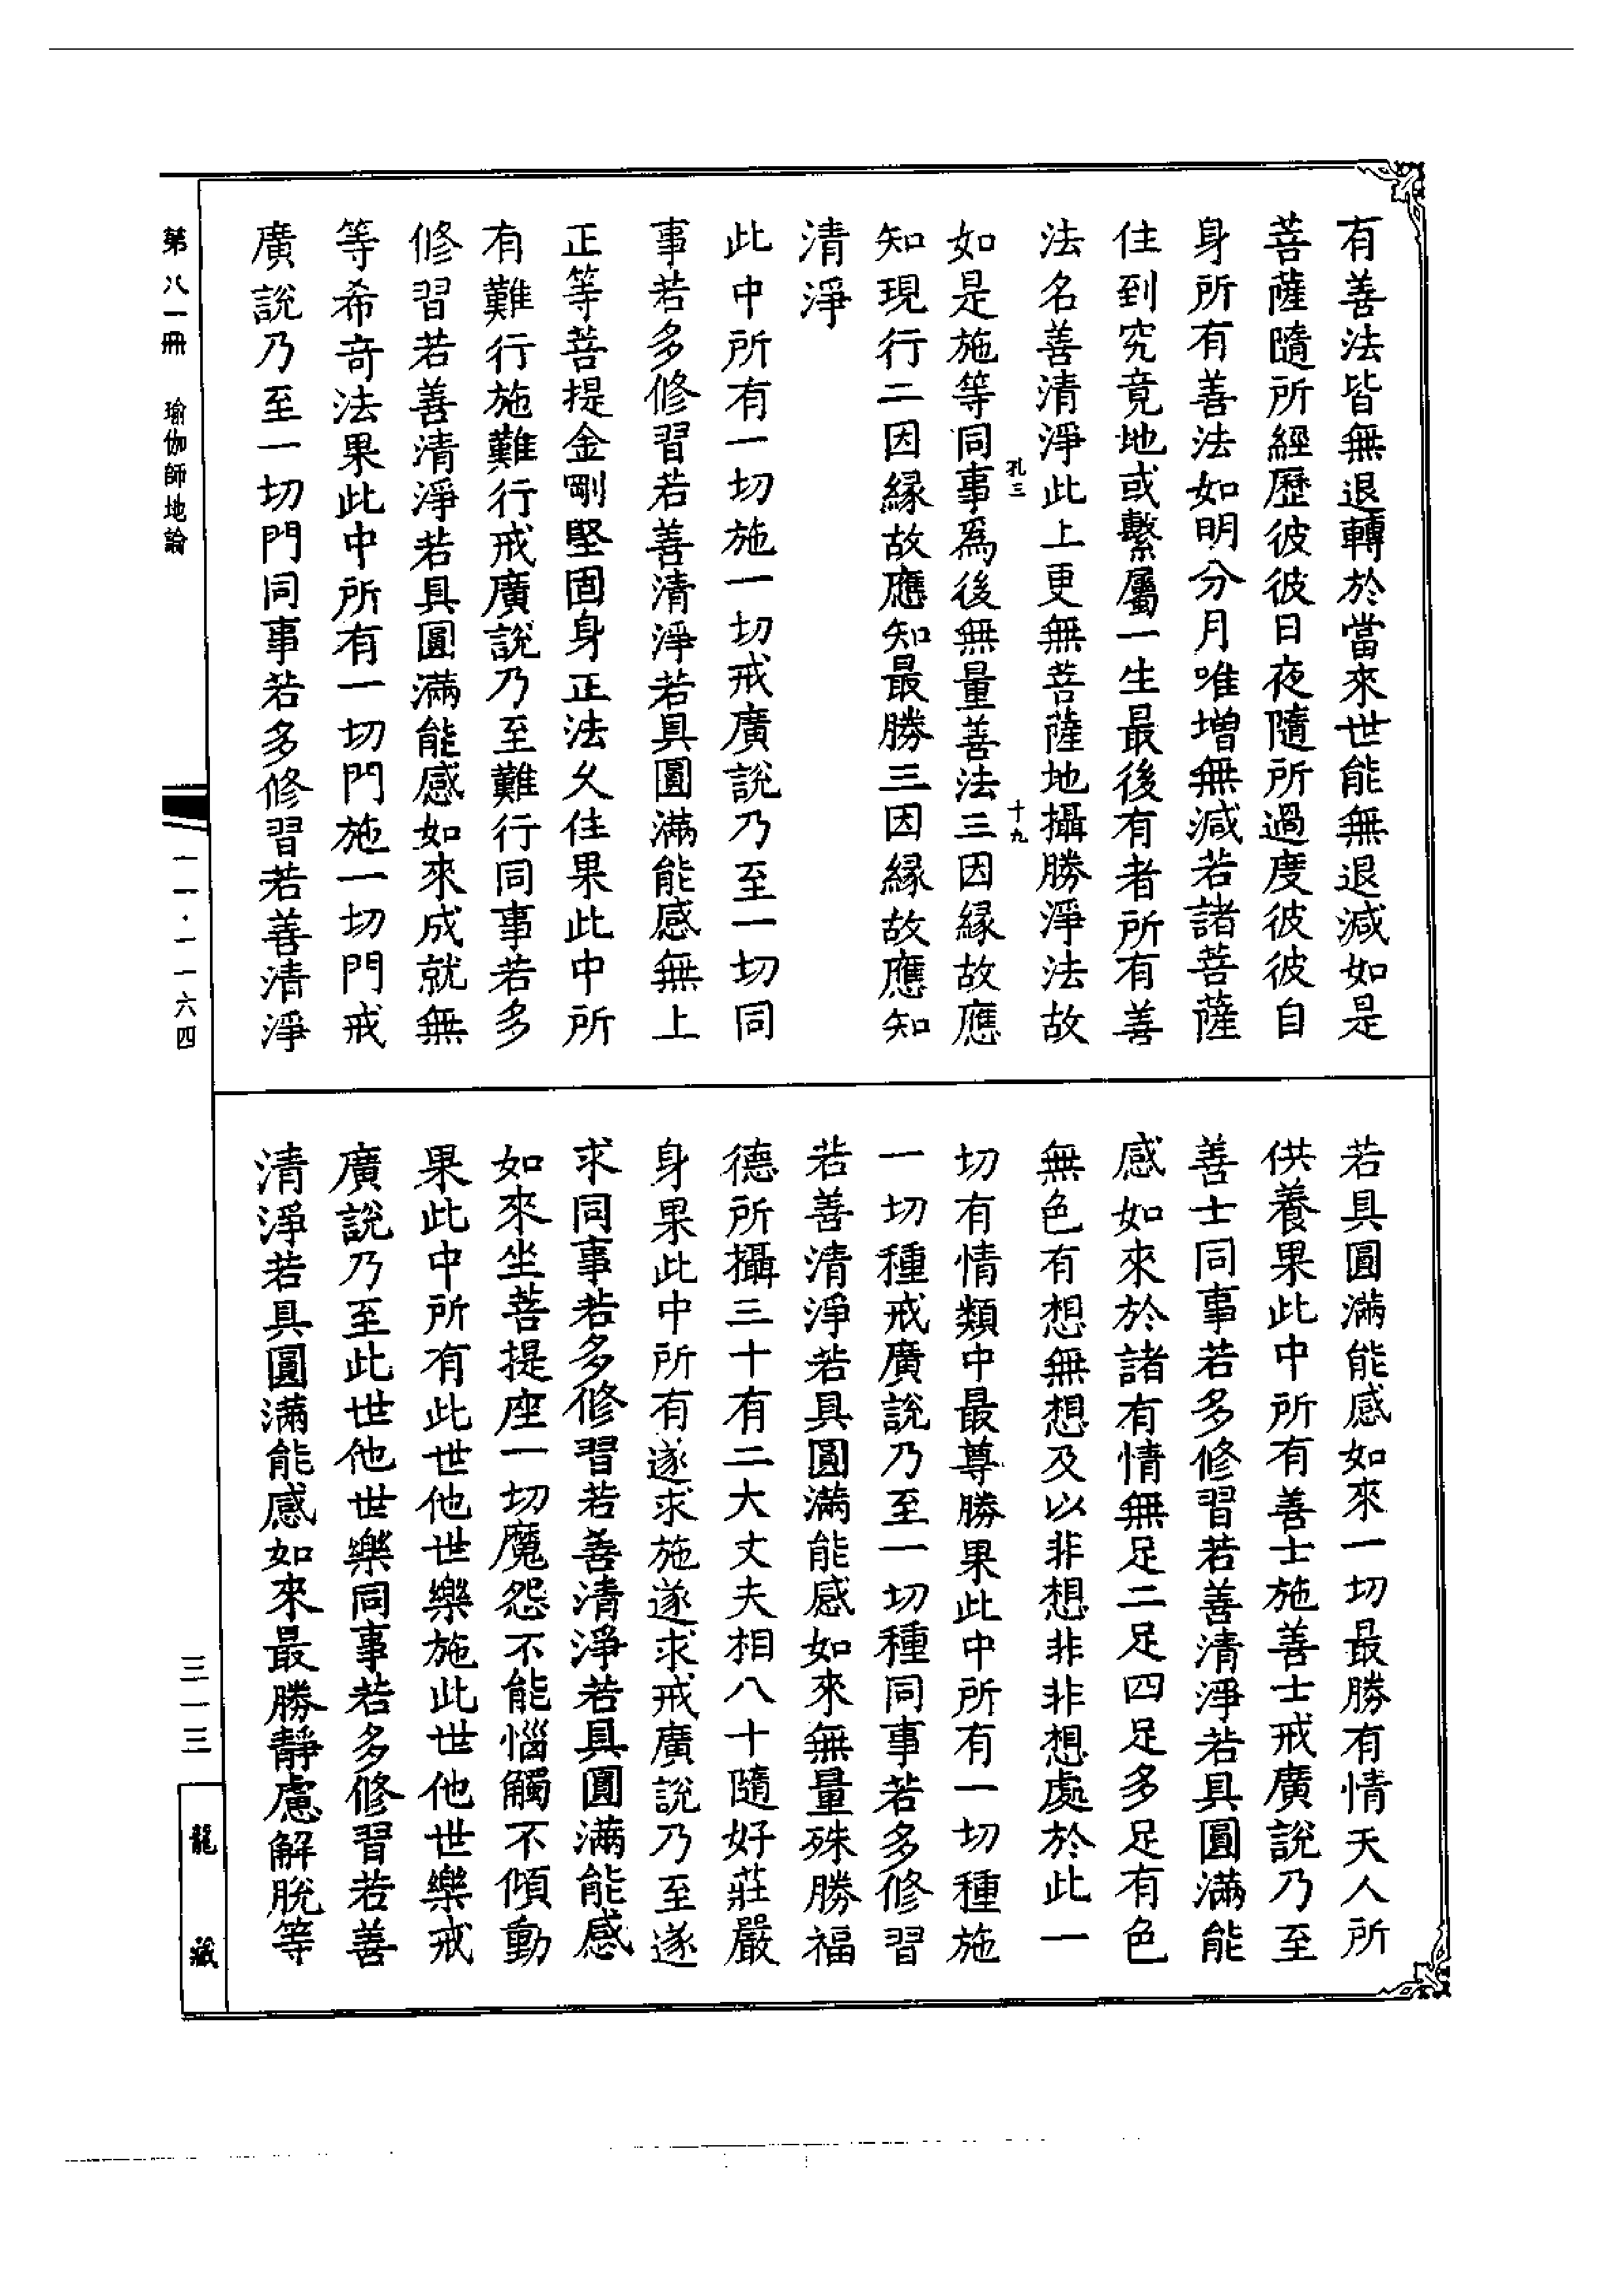 有善法皆無退轉於當來世能無退減如是
菩薩隨所經歷彼彼日夜隨所過度彼彼自
身所有善法如明分月唯增無減若諸菩薩
住到究竟地或繫屬一生最後有者所有善
法名善清淨此上更無菩薩地攝勝淨法故
孔三
十九
如是施等同事爲後無量善法三因緣故應
知現行二因緣故應知最勝三因緣故應知
清淨
此中所有一切施一切戒廣說乃至一切同
事若多修習若善清淨若具圓滿能感無上
正等菩提金剛堅固身正法久住果此中所
有難行施難行戒廣說乃至難行同事若多
修習若善清淨若具圓滿能感如來成就無
等希奇法果此中所有一切門施一切門戒
廣說乃至一切門同事若多修習若善清淨
若具圓滿能感如來一切最勝有情天人所
供養果此中所有善士施善士戒廣說乃至
善士同事若多修習若善清淨若具圓滿能
感如來於諸有情無足二足四足多足有色
無色有想無想及以非想非非想處於此一
切有情類中最尊勝果此中所有一切種施
一切種戒廣說乃至一切種同事若多修習
若善清淨若具圓滿能感如來無量殊勝福
德所攝三十有二大丈夫相八十隨好莊嚴
身果此中所有遂求施遂求戒廣說乃至遂
求同事若多修習若善清淨若具圓滿能感
如來坐菩提座一切魔怨不能惱觸不傾動
果此中所有此世他世樂施此世他世樂戒
廣說乃至此世他世樂同事若多修習若善
清淨若具圓滿能感如來最勝靜慮解脫等
第八一冊 瑜伽師地論
一一·一一六四
三一三
龍藏